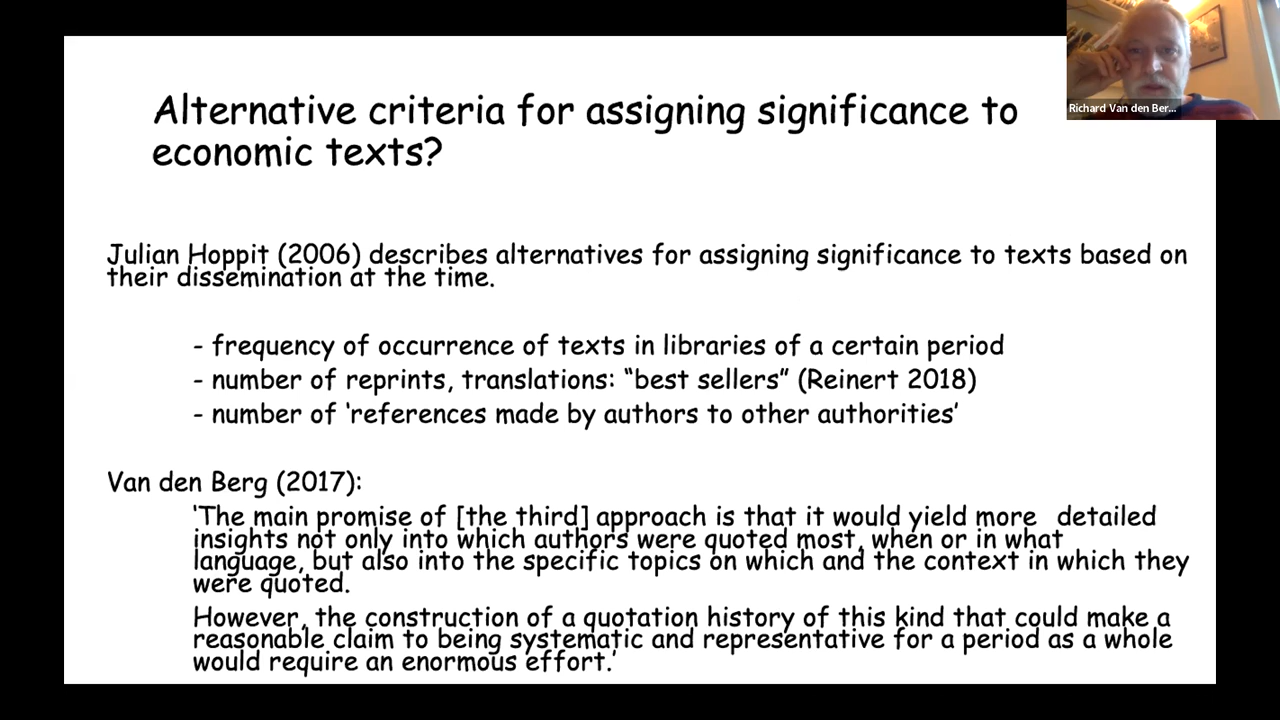 Richard Van den Ber...
Alternative criteria for assigning significance to
economic texts?
Julian Hoppit (2006) describes alternatives for assigning significance to texts based on
their dissemination at the time.
- frequency of occurrence of texts in libraries of a certain period
- number of reprints, translations: “best sellers” (Reinert 2018)
- number of ‘references made by authors to other authorities’
Van den Berg (2017):
‘The main promise of [the third] approach is that it would yield more detailed
insights not only into which authors were quoted most, when or in what
language, but also into the specific topics on which and the context in which they
were quoted.
However, the construction of a quotation history of this kind that could make a
reasonable claim to being systematic and representative for a period as a whole
would require an enormous effort.’